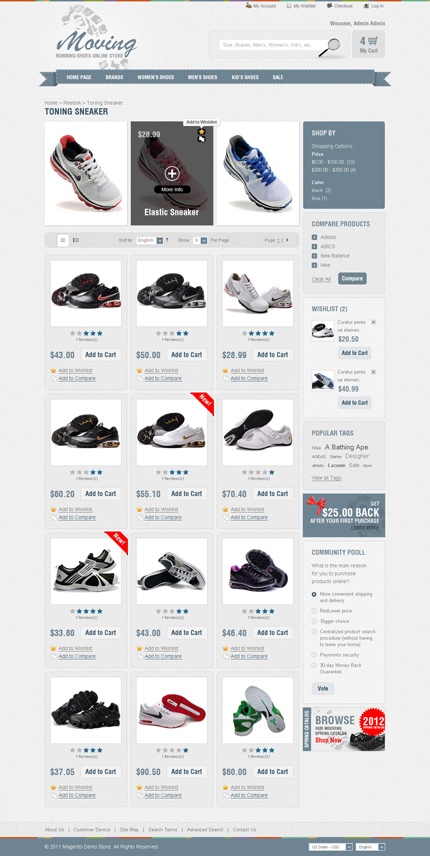 My Account My Wishlist Checkout Log In
Wecome, Admin Admin
Moving
RUNNING SHOES ONLINE STORE
Size, Brands, Men's, Women's, Kid's, etc
4
My Cart
HOME PAGE BRANDS WOMEN'S SHOES MEN'S SHOES KID'S SHOES SALE
Home > Reebok > Toning Sneaker
TONING SNEAKER
Add to Wishlist
$28.99
More Info
Elastic Sneaker
Sort by English Show 9 Per Page Page: 1 2
$43.00 Add to Cart $50.00 Add to Cart $28.99 Add to Cart
1 Review(s) 1 Review(s) 1 Review(s)
Add to Wishlist Add to Wishlist Add to Wishlist
Add to Compare Add to Compare Add to Compare
New!
1 Review(s) 1 Review(s) 1 Review(s)
$60.20 Add to Cart $55.10 Add to Cart $70.40 Add to Cart
Add to Wishlist Add to Wishlist Add to Wishlist
Add to Compare Add to Compare Add to Compare
New!
1 Review(s) 1 Review(s) 1 Review(s)
$33.80 Add to Cart $43.00 Add to Cart $46.40 Add to Cart
Add to Wishlist Add to Wishlist Add to Wishlist
Add to Compare Add to Compare Add to Compare
1 Review(s) 1 Review(s) 1 Review(s)
$37.05 Add to Cart $90.50 Add to Cart $60.00 Add to Cart
Add to Wishlist Add to Wishlist Add to Wishlist
Add to Compare Add to Compare Add to Compare
SHOP BY
Shopping Options
Price
$0.00 - $100.00 (10)
$200.00 - $300.00 (4)
Color
black (2)
blue (1)
COMPARE PRODUCTS
Adidas
ASICS
New Balance
Nike
Clear All Compare
WISHLIST (2)
Curatur pente
us elemen.
$20.50
Add to Cart
Curatur pente
us elemen.
$40.99
Add to Cart
POPULAR TAGS
Nike A Bathing Ape
ADIDAS Starter Designer
athletic Lacoste Sale store
View all Tags
GET
$25.00 BACK
AFTER YOUR FIRST PURCHASE
COMMUNITY POOLL
What is the main reason
for you to purchase
products online?
More convenient shipping
and delivery
RedLower price
Bigger choice
Centralized product search
procedure (without having
to leave your home)
Payments security
30-day Money Back
Guarantee
Vote
SPRING CATALOG
BROWSE
OUR MOVING
SPRING CATALOG
Shop Now
2012
About Us | Customer Service | Site Map | Search Terms | Advanced Search | Contact Us
© 2011 Magento Demo Store. All Rights Reserved
US Dollar - USD English